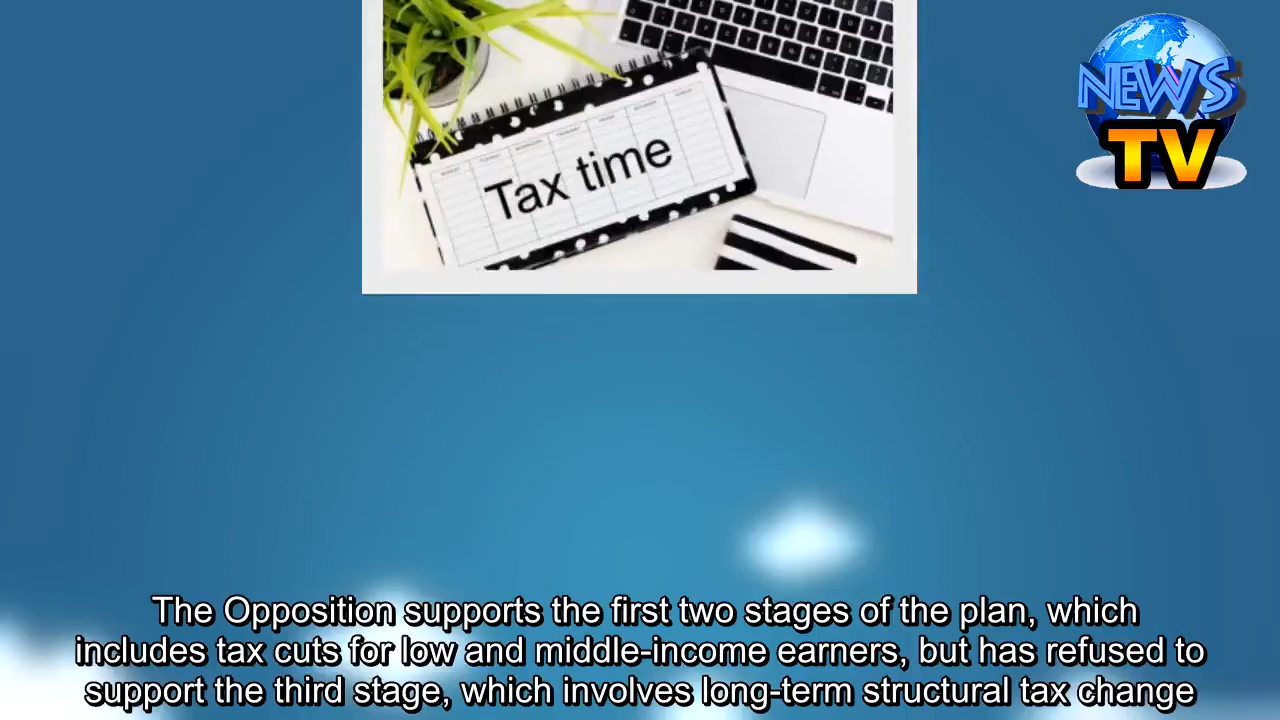 NEWS
TV
Tax time
The Opposition supports the first two stages of the plan, which
includes tax cuts for low and middle-income earners, but has refused to
support the third stage, which involves long-term structural tax change